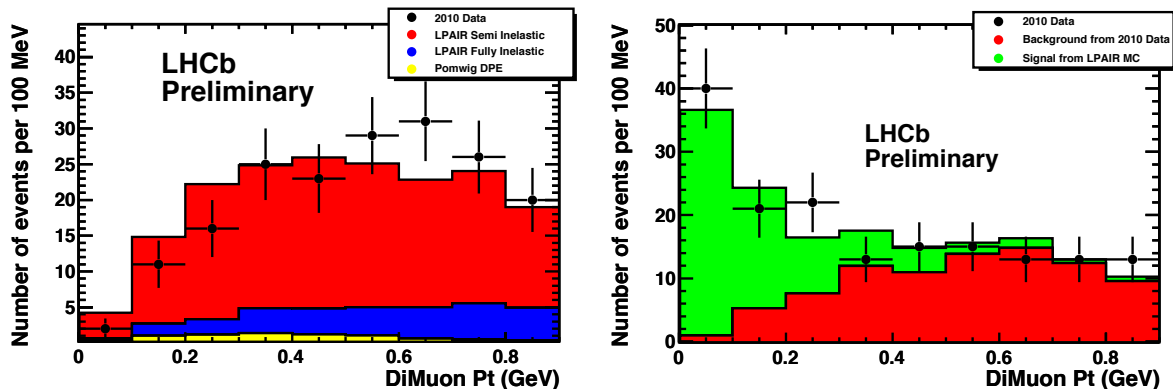 Number of events per 100 MeV
40
35
30
25
20
15
10
5
2010 Data
LPAIR Semi Inelastic
LPAIR Fully Inelastic
Pomwig DPE
LHCb
Preliminary
0 0.2 0.4 0.6 0.8
DiMuon Pt (GeV)
Number of events per 100 MeV
50
40
30
20
10
0
2010 Data
Background from 2010 Data
Signal from LPAIR MC
LHCb
Preliminary
0 0.2 0.4 0.6 0.8
DiMuon Pt (GeV)